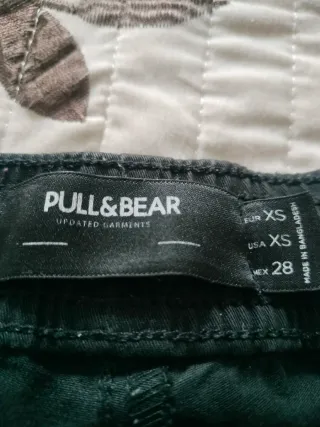 PULL&BEAR
UPDATED GARMENTS
EUR XS
USA XS
MEX 28
MADE IN BANGLADESH